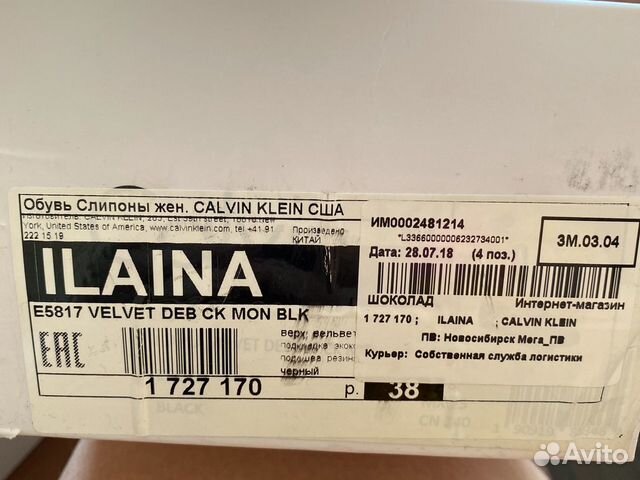 Обувь Слипоны жен. CALVIN KLEIN США
York, United States of America, www.calvinklein.com, tel +41-91
222 15 19
Произведено
КИТАЙ
ILAINA
E5817 VELVET DEB CK MON BLK
верх: вельвет
подошва резин
черный
EAC
1 727 170
р. 38
BLACK
CN 240
ИМ0002481214
*L33660000006232734001*
Дата: 28.07.18 (4 поз.)
3М.03.04
ШОКОЛАД Интернет-магазин
1 727 170 ; ILAINA ; CALVIN KLEIN
ПВ: Новосибирск Мега_ПВ
Курьер: Собственная служба логистики
Avito